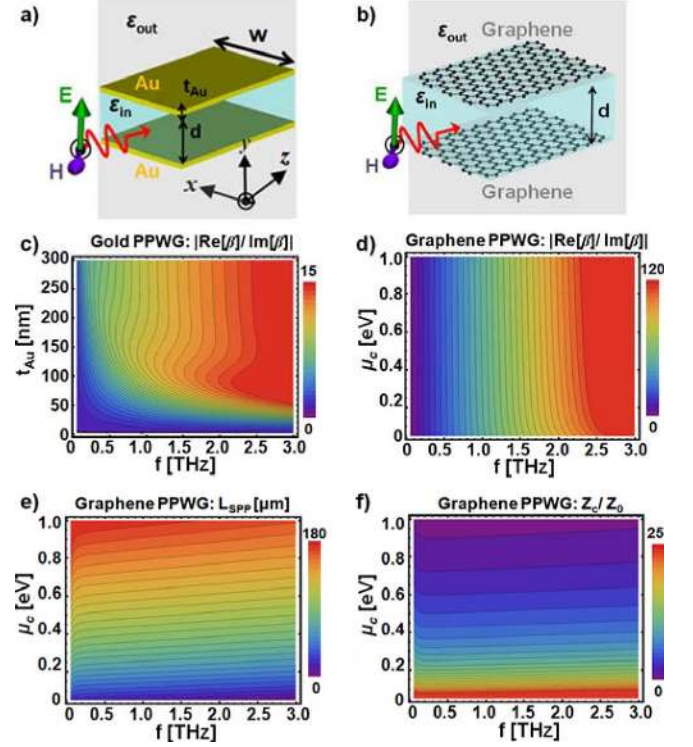 a)
ε_out
W
Au
t_Au
ε_in
d
E
H
Au
y
z
x
b)
ε_out
Graphene
ε_in
d
E
H
Graphene
c) Gold PPWG: |Re[β]/ Im[β]|
300
250
200
150
100
50
0
t_Au [nm]
0 0.5 1.0 1.5 2.0 2.5 3.0
f [THz]
15
0
d) Graphene PPWG: |Re[β]/ Im[β]|
1.0
0.8
0.6
0.4
0.2
0
μ_c [eV]
0 0.5 1.0 1.5 2.0 2.5 3.0
f [THz]
120
0
e) Graphene PPWG: L_SPP [μm]
1.0
0.8
0.6
0.4
0.2
0
μ_c [eV]
0 0.5 1.0 1.5 2.0 2.5 3.0
f [THz]
180
0
f) Graphene PPWG: Z_c/ Z_0
1.0
0.8
0.6
0.4
0.2
0
μ_c [eV]
0 0.5 1.0 1.5 2.0 2.5 3.0
f [THz]
25
0